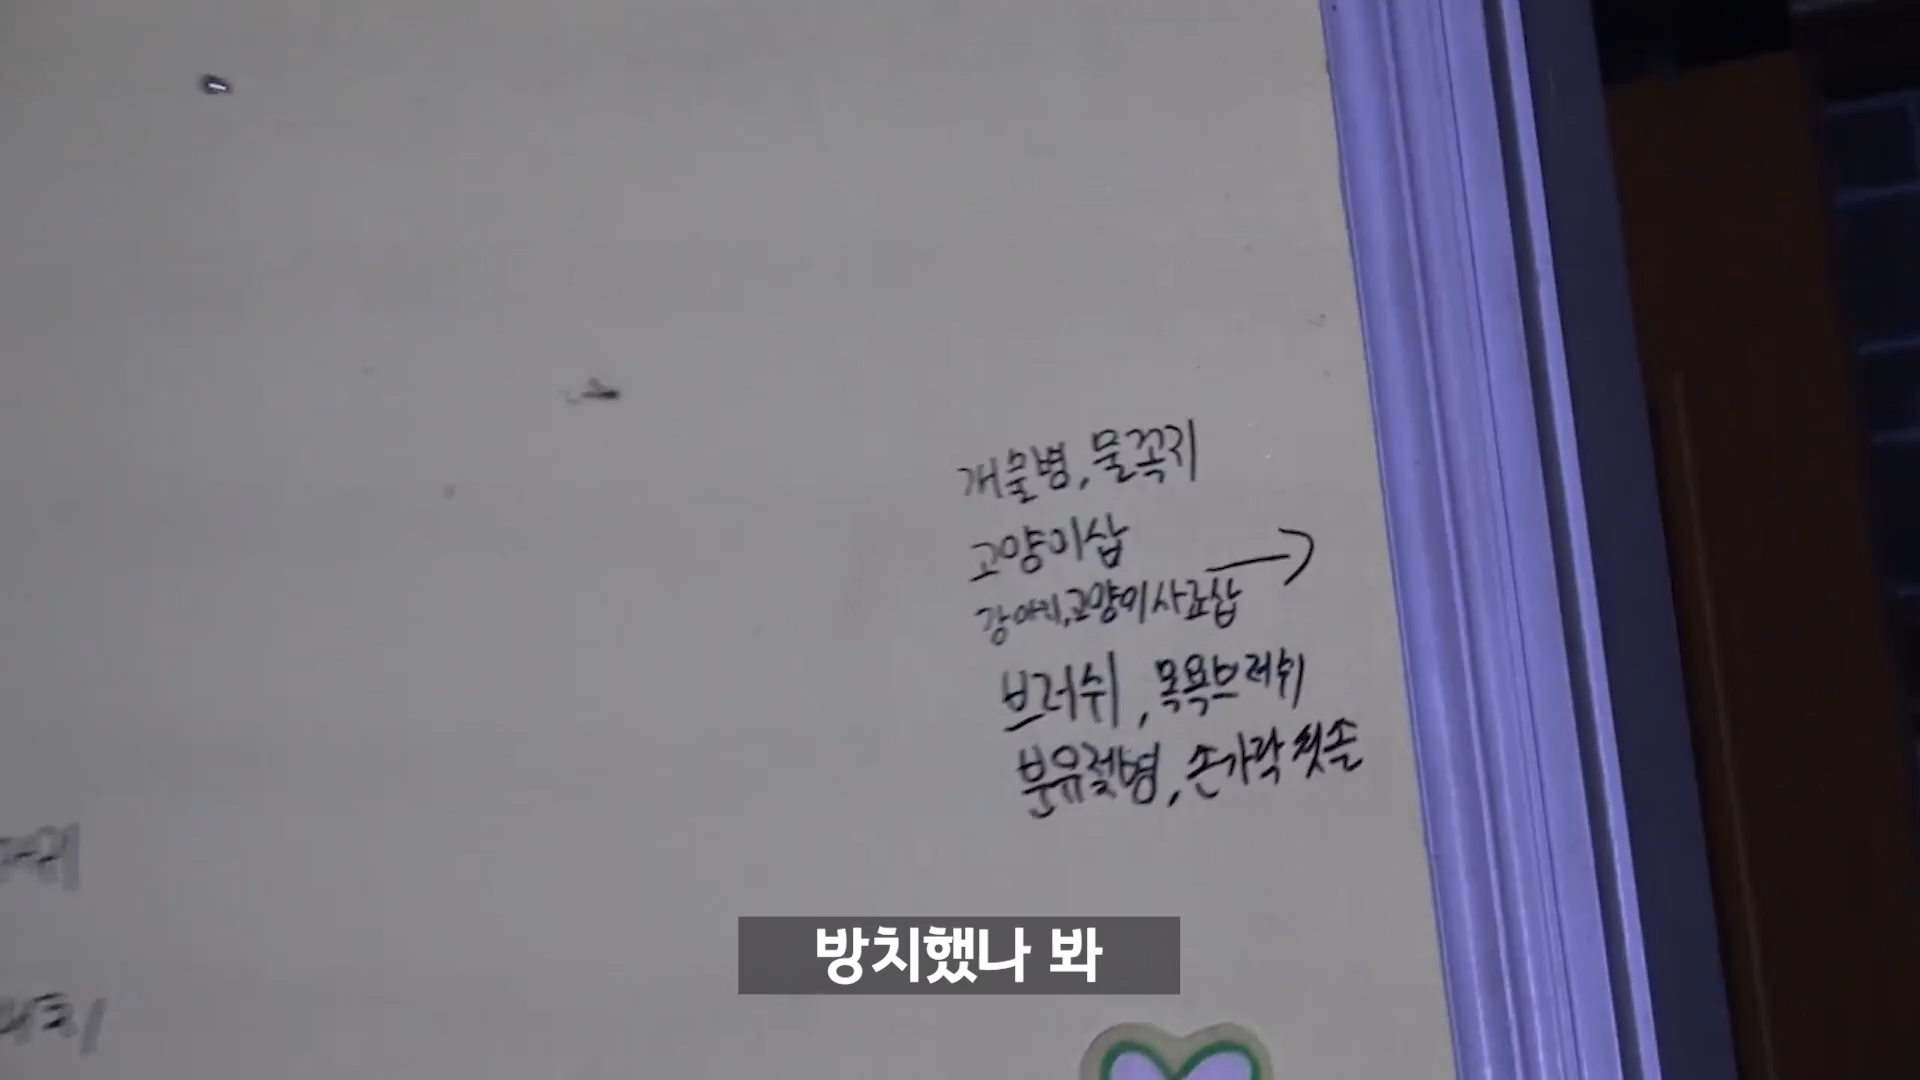 개물병, 물꼭지
고양이삽
강아지,고양이사료삽
브러쉬, 목욕브러쉬
분유젖병, 손가락칫솔
방치했나 봐